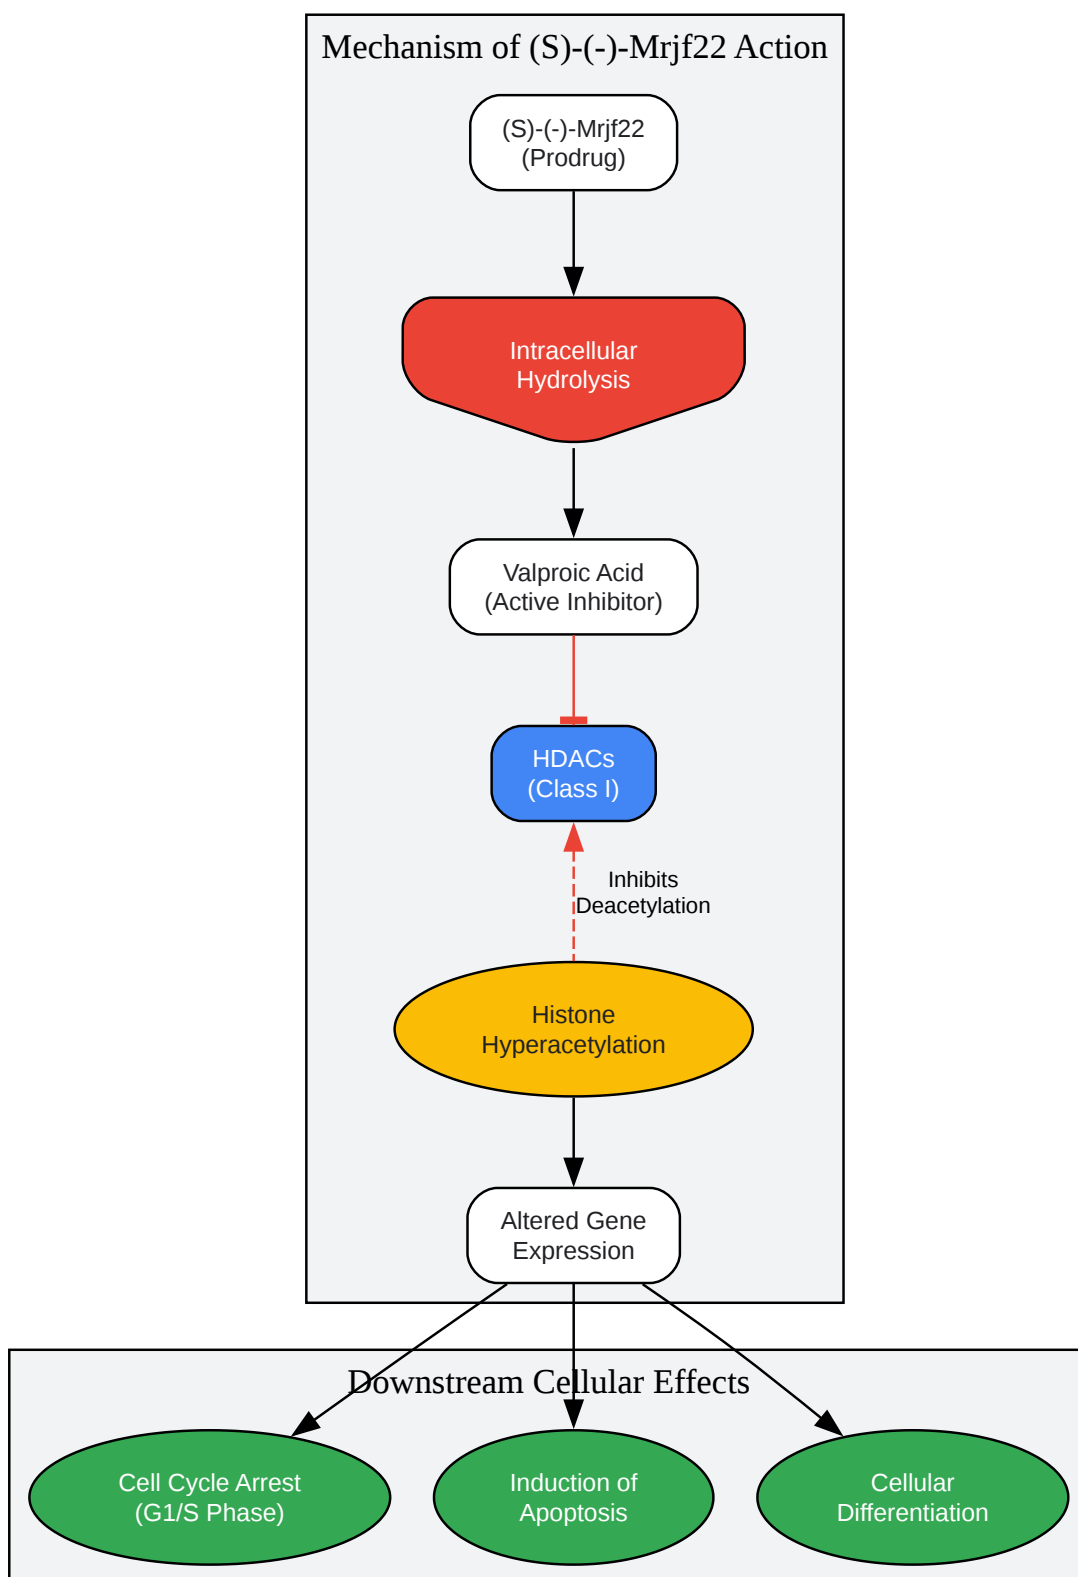 Mechanism of (S)-(-)-Mrjf22 Action
(S)-(-)-Mrjf22
(Prodrug)
Intracellular
Hydrolysis
Valproic Acid
(Active Inhibitor)
HDACs
(Class I)
Inhibits
Deacetylation
Histone
Hyperacetylation
Altered Gene
Expression
Downstream Cellular Effects
Cell Cycle Arrest
(G1/S Phase)
Induction of
Apoptosis
Cellular
Differentiation